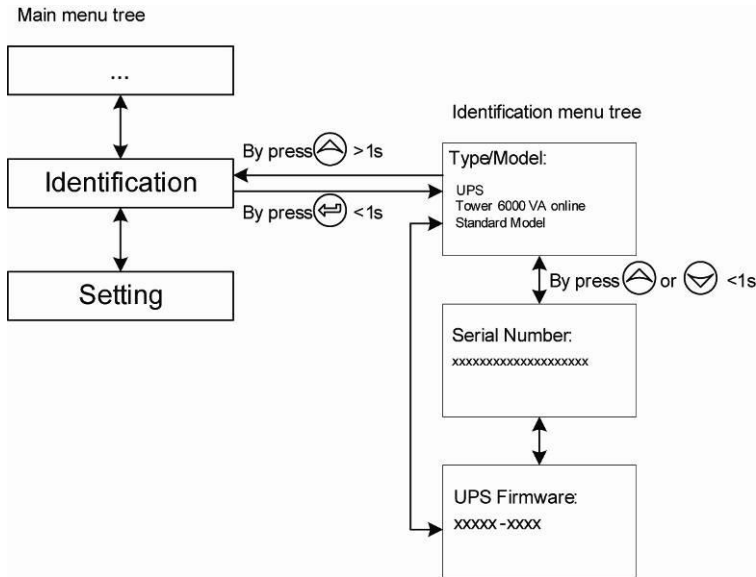 Main menu tree
...
Identification
Setting
By press >1s
By press <1s
Identification menu tree
Type/Model:
UPS
Tower 6000 VA online
Standard Model
By press or <1s
Serial Number:
xxxxxxxxxxxxxxxxxxxx
UPS Firmware:
xxxxx-xxxx